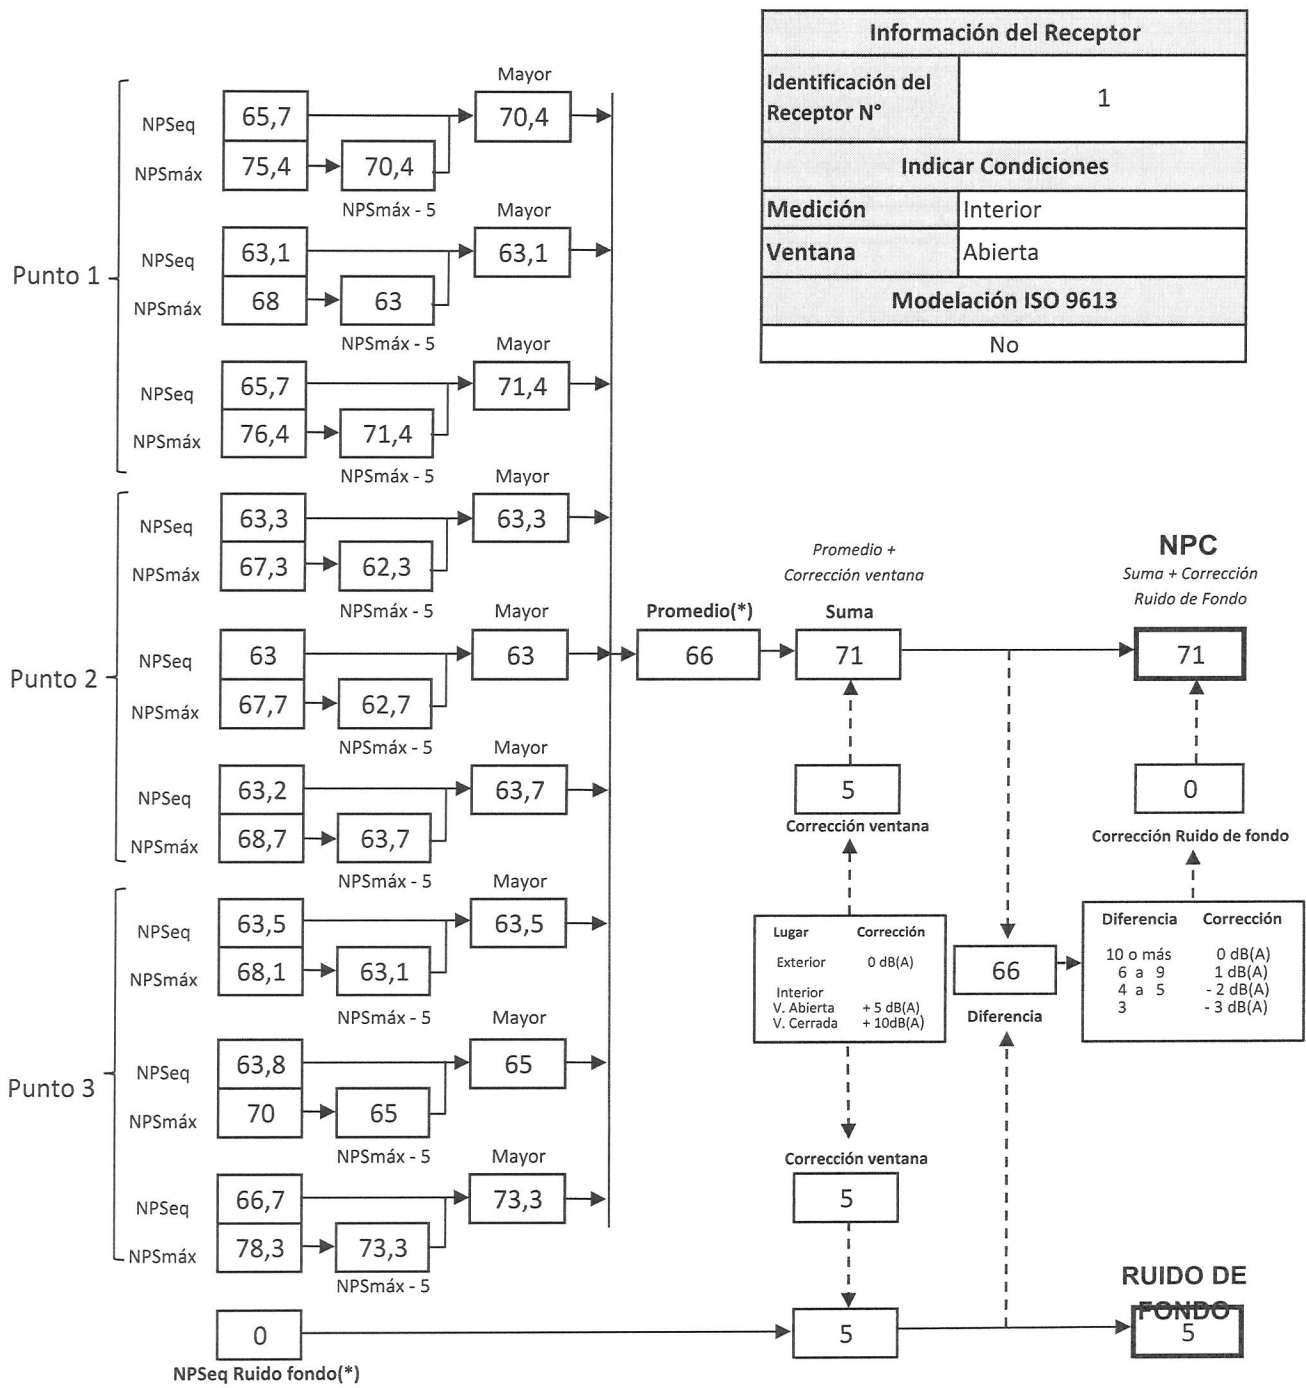 Información del Receptor
Identificación del
Receptor N°
1
Indicar Condiciones
Medición Interior
Ventana Abierta
Modelación ISO 9613
No
Punto 1
Mayor
NPSeq 65,7 70,4
NPSmáx 75,4 70,4
NPSmáx - 5
Mayor
NPSeq 63,1 63,1
NPSmáx 68 63
NPSmáx - 5
Mayor
NPSeq 65,7 71,4
NPSmáx 76,4 71,4
NPSmáx - 5
Punto 2
Mayor
NPSeq 63,3 63,3
NPSmáx 67,3 62,3
NPSmáx - 5
Mayor
NPSeq 63 63
NPSmáx 67,7 62,7
NPSmáx - 5
Mayor
NPSeq 63,2 63,7
NPSmáx 68,7 63,7
NPSmáx - 5
Punto 3
Mayor
NPSeq 63,5 63,5
NPSmáx 68,1 63,1
NPSmáx - 5
Mayor
NPSeq 63,8 65
NPSmáx 70 65
NPSmáx - 5
Mayor
NPSeq 66,7 73,3
NPSmáx 78,3 73,3
NPSmáx - 5
0
NPSeq Ruido fondo(*)
Promedio(*)
66
Promedio +
Corrección ventana
Suma
71
5
Corrección ventana
Lugar Corrección
Exterior 0 dB(A)
Interior
V. Abierta + 5 dB(A)
V. Cerrada + 10dB(A)
Corrección ventana
5
5
66
Diferencia
NPC
Suma + Corrección
Ruido de Fondo
71
0
Corrección Ruido de fondo
Diferencia Corrección
10 o más 0 dB(A)
6 a 9 1 dB(A)
4 a 5 - 2 dB(A)
3 - 3 dB(A)
RUIDO DE
FONDO
5